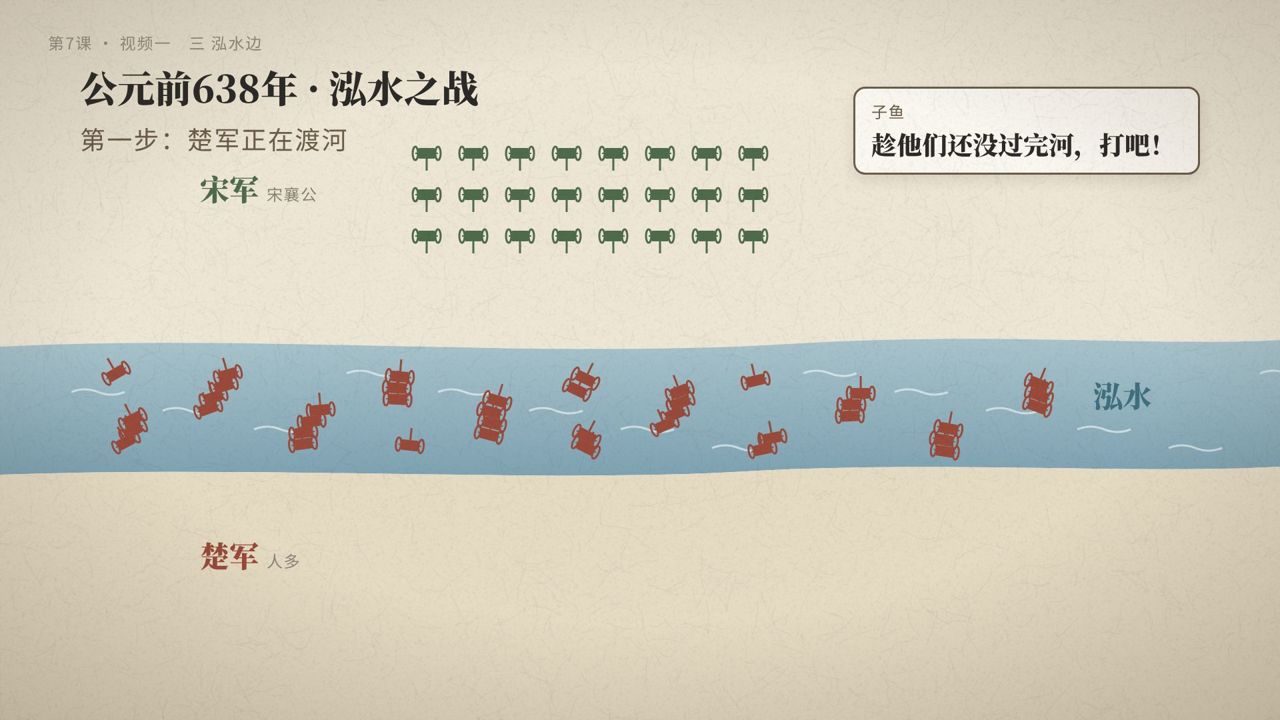 第7课 · 视频一 三 泓水边
公元前638年 · 泓水之战
第一步：楚军正在渡河
子鱼
趁他们还没过完河，打吧！
宋军 宋襄公
泓水
楚军 人多